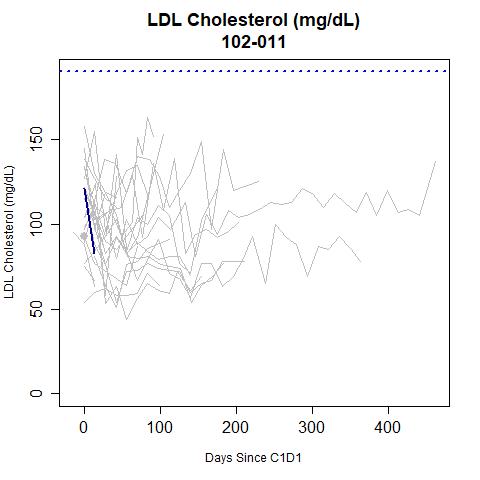 LDL Cholesterol (mg/dL)
102-011
LDL Cholesterol (mg/dL)
150
100
50
0
0 100 200 300 400
Days Since C1D1